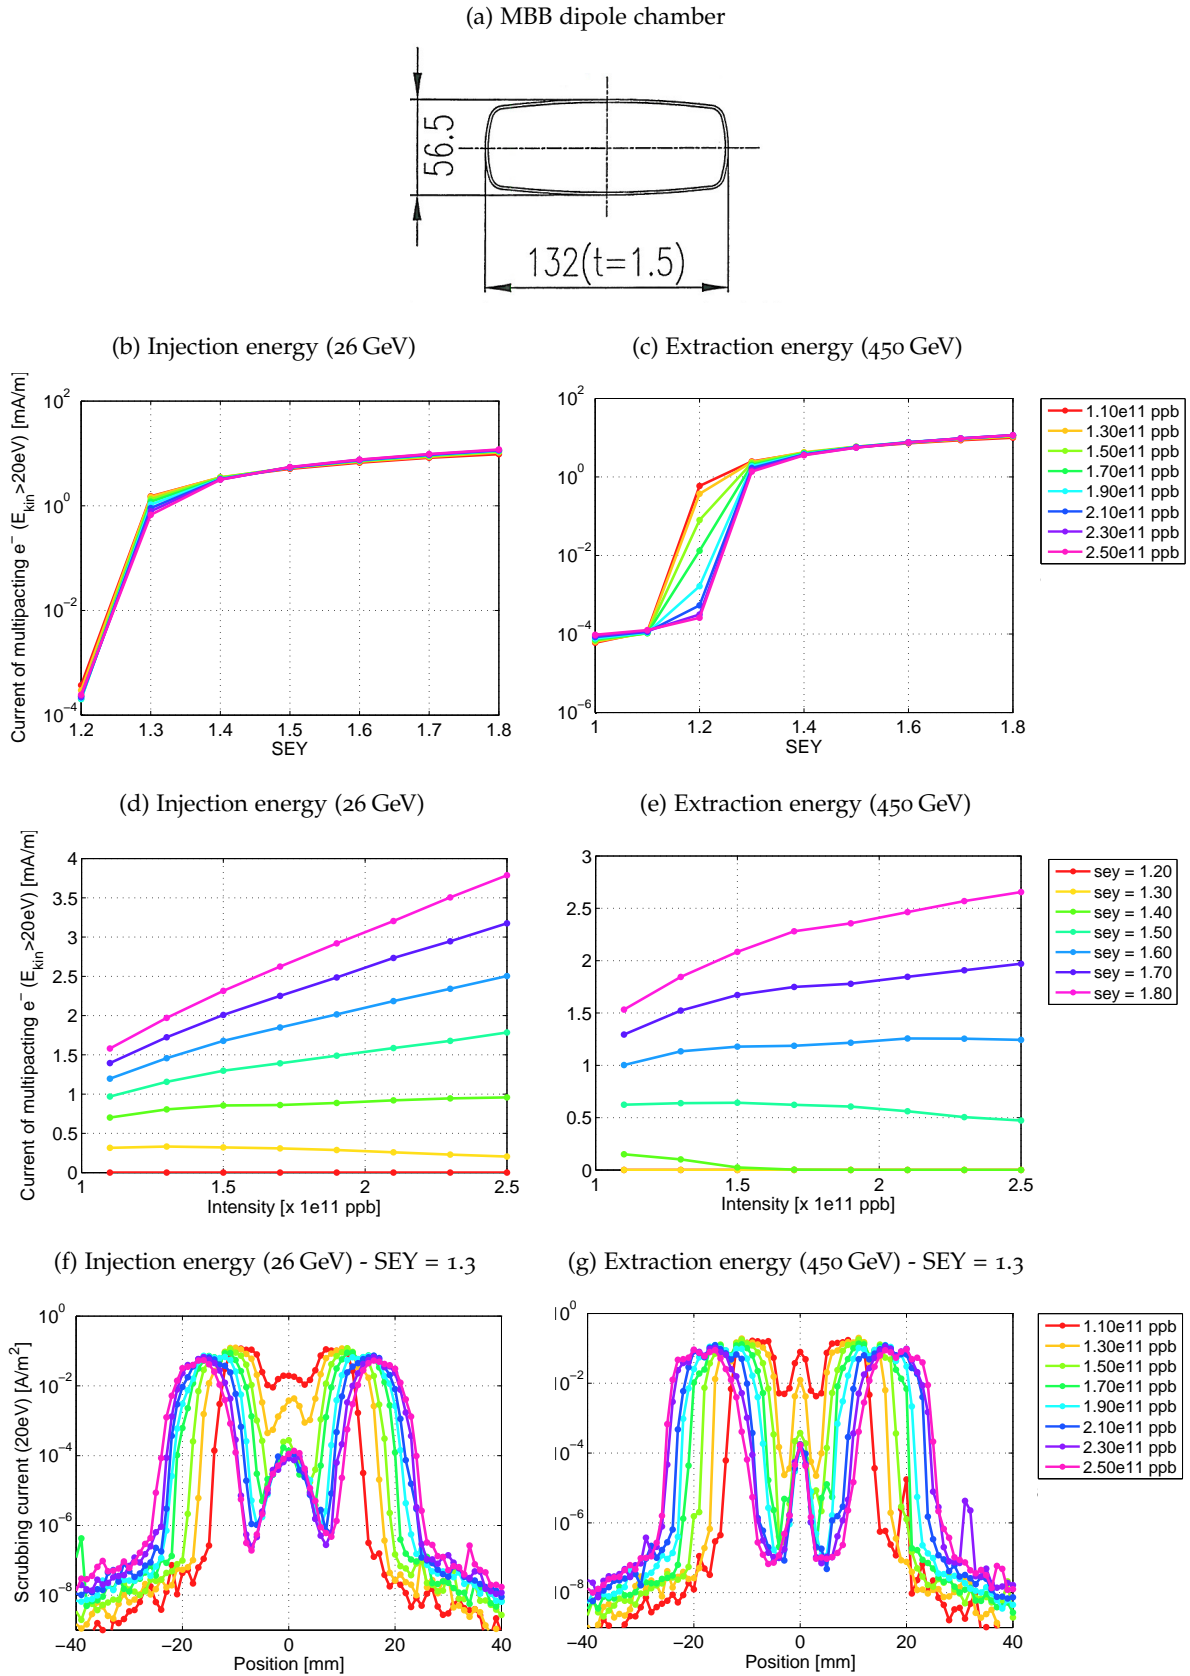 (a) MBB dipole chamber
56.5
132(t=1.5)
(b) Injection energy (26 GeV)
(c) Extraction energy (450 GeV)
Current of multipacting e⁻ (E_kin>20eV) [mA/m]
10²
10⁰
10⁻²
10⁻⁴
1.2 1.3 1.4 1.5 1.6 1.7 1.8
SEY
10²
10⁰
10⁻²
10⁻⁴
10⁻⁶
1 1.2 1.4 1.6 1.8
SEY
1.10e11 ppb
1.30e11 ppb
1.50e11 ppb
1.70e11 ppb
1.90e11 ppb
2.10e11 ppb
2.30e11 ppb
2.50e11 ppb
(d) Injection energy (26 GeV)
(e) Extraction energy (450 GeV)
Current of multipacting e⁻ (E_kin>20eV) [mA/m]
4
3.5
3
2.5
2
1.5
1
0.5
0
1 1.5 2 2.5
Intensity [x 1e11 ppb]
3
2.5
2
1.5
1
0.5
0
1 1.5 2 2.5
Intensity [x 1e11 ppb]
sey = 1.20
sey = 1.30
sey = 1.40
sey = 1.50
sey = 1.60
sey = 1.70
sey = 1.80
(f) Injection energy (26 GeV) - SEY = 1.3
(g) Extraction energy (450 GeV) - SEY = 1.3
Scrubbing current (20eV) [A/m²]
10⁰
10⁻²
10⁻⁴
10⁻⁶
10⁻⁸
−40 −20 0 20 40
Position [mm]
10⁰
10⁻²
10⁻⁴
10⁻⁶
10⁻⁸
−40 −20 0 20 40
Position [mm]
1.10e11 ppb
1.30e11 ppb
1.50e11 ppb
1.70e11 ppb
1.90e11 ppb
2.10e11 ppb
2.30e11 ppb
2.50e11 ppb